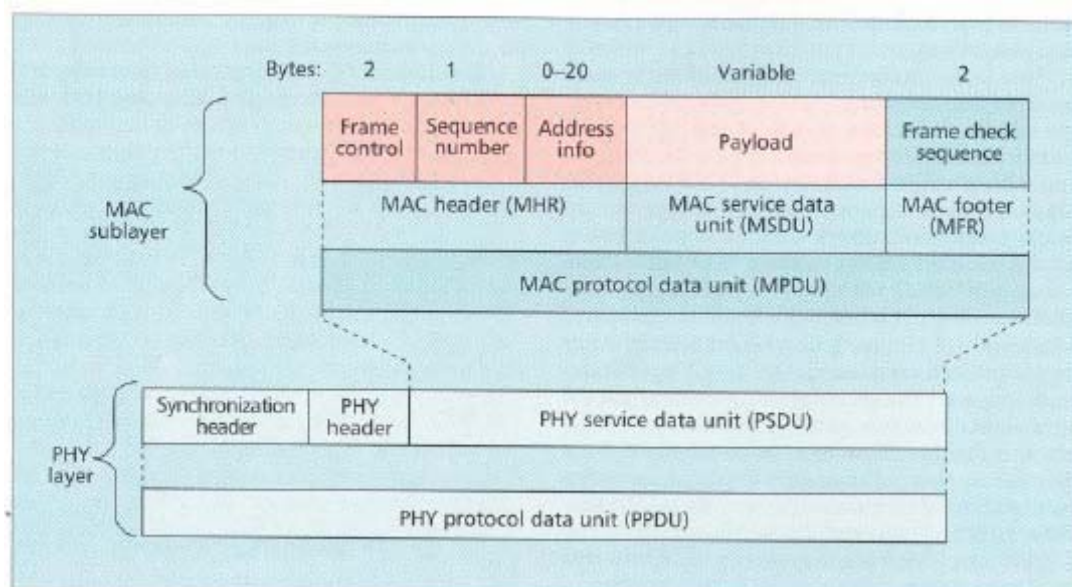 Bytes: 2 1 0–20 Variable 2
Frame control
Sequence number
Address info
Payload
Frame check sequence
MAC sublayer
MAC header (MHR)
MAC service data unit (MSDU)
MAC footer (MFR)
MAC protocol data unit (MPDU)
Synchronization header
PHY header
PHY service data unit (PSDU)
PHY layer
PHY protocol data unit (PPDU)